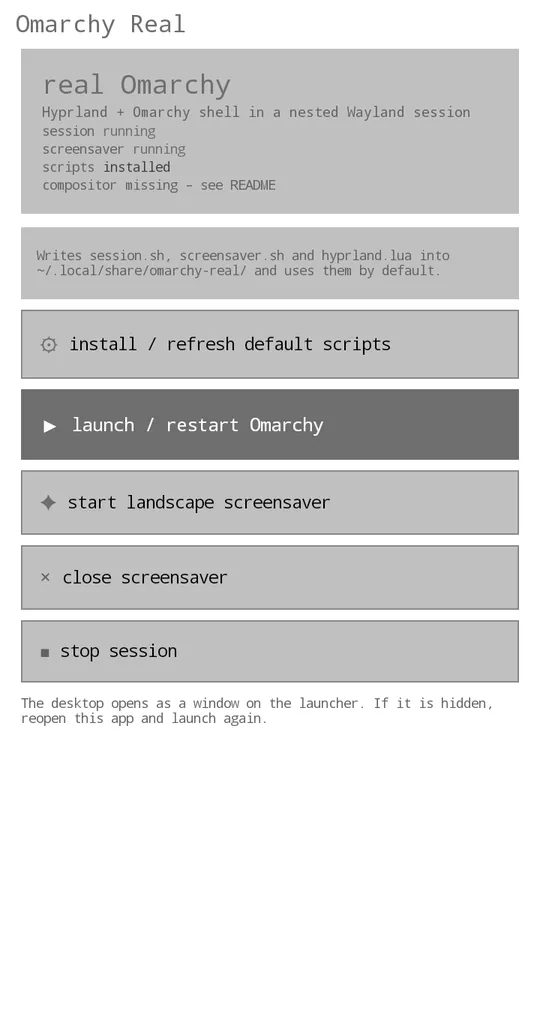 Omarchy Real
real Omarchy
Hyprland + Omarchy shell in a nested Wayland session
session running
screensaver running
scripts installed
compositor missing – see README
Writes session.sh, screensaver.sh and hyprland.lua into
~/.local/share/omarchy-real/ and uses them by default.
install / refresh default scripts
launch / restart Omarchy
start landscape screensaver
close screensaver
stop session
The desktop opens as a window on the launcher. If it is hidden,
reopen this app and launch again.